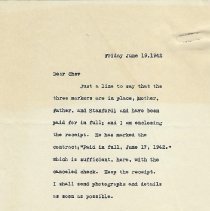 Friday June 19,1942
Dear Chev
Just a line to say that the
three markers are in place, Mother,
Father, and Stanford; and have been
paid for in full; and I am enclosing
the receipt. He has marked the
contract;"Paid in full, June 17, 1942."
which is sufficient, here, with the
canceled check. Keep the receipt.
I shall send photographs and details
as soon as possible.